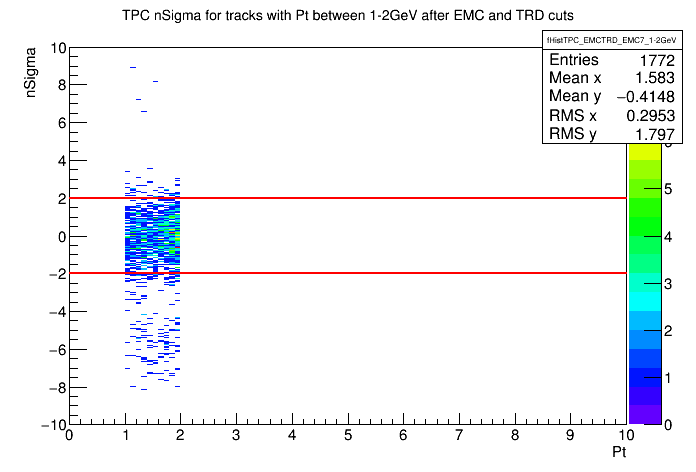 TPC nSigma for tracks with Pt between 1-2GeV after EMC and TRD cuts
fHistTPC_EMCTRD_EMC7_1-2GeV
Entries 1772
Mean x 1.583
Mean y −0.4148
RMS x 0.2953
RMS y 1.797
nSigma
10
8
6
4
2
0
−2
−4
−6
−8
−10
0 1 2 3 4 5 6 7 8 9 10
Pt
5
4
3
2
1
0